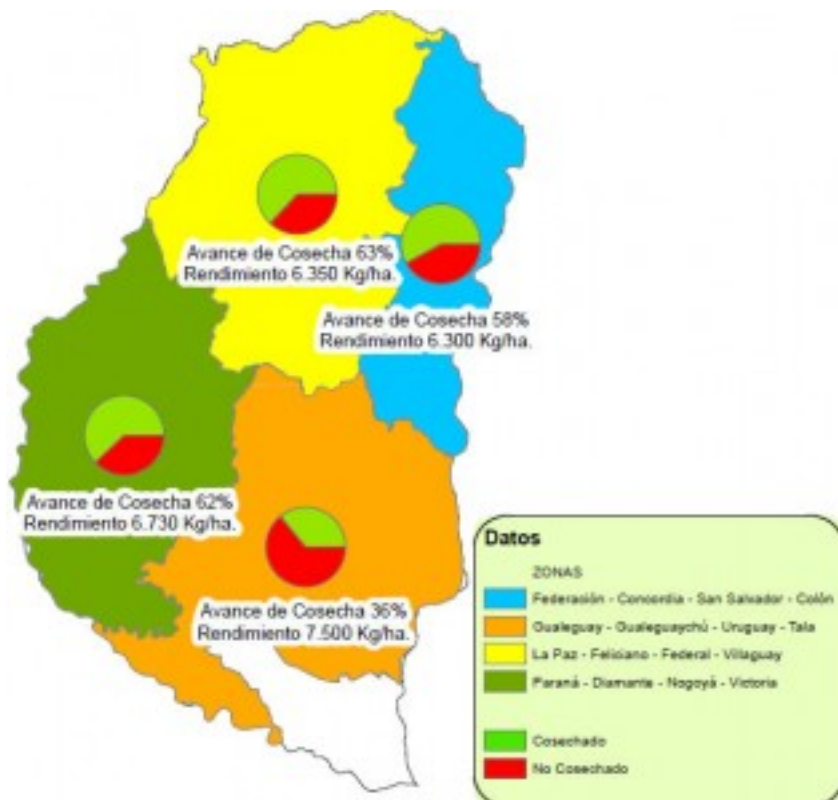 Avance de Cosecha 63%
Rendimiento 6.350 Kg/ha.
Avance de Cosecha 58%
Rendimiento 6.300 Kg/ha.
Avance de Cosecha 62%
Rendimiento 6.730 Kg/ha.
Avance de Cosecha 36%
Rendimiento 7.500 Kg/ha.
Datos
ZONAS
Federación - Concordia - San Salvador - Colón
Gualeguay - Gualeguaychú - Uruguay - Tala
La Paz - Feliciano - Federal - Villaguay
Paraná - Diamante - Nogoyá - Victoria
Cosechado
No Cosechado